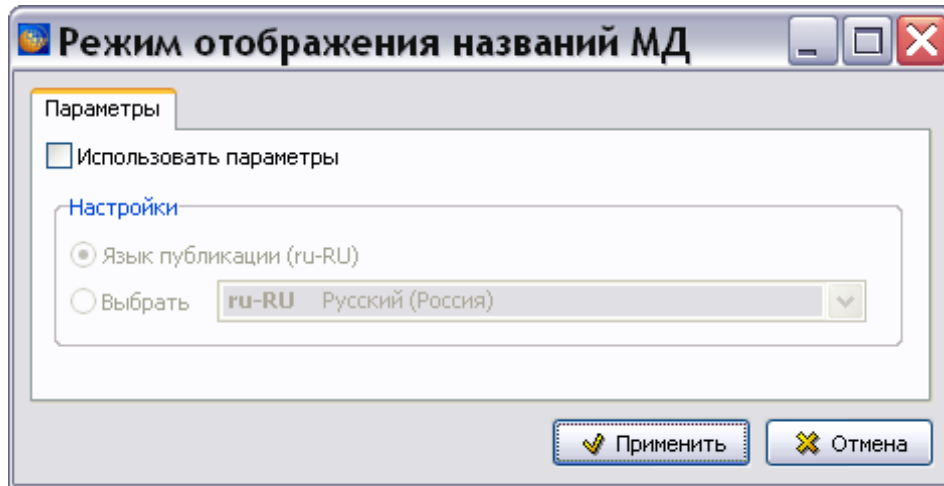 Режим отображения названий МД
Параметры
Использовать параметры
Настройки
Язык публикации (ru-RU)
Выбрать ru-RU Русский (Россия)
Применить Отмена